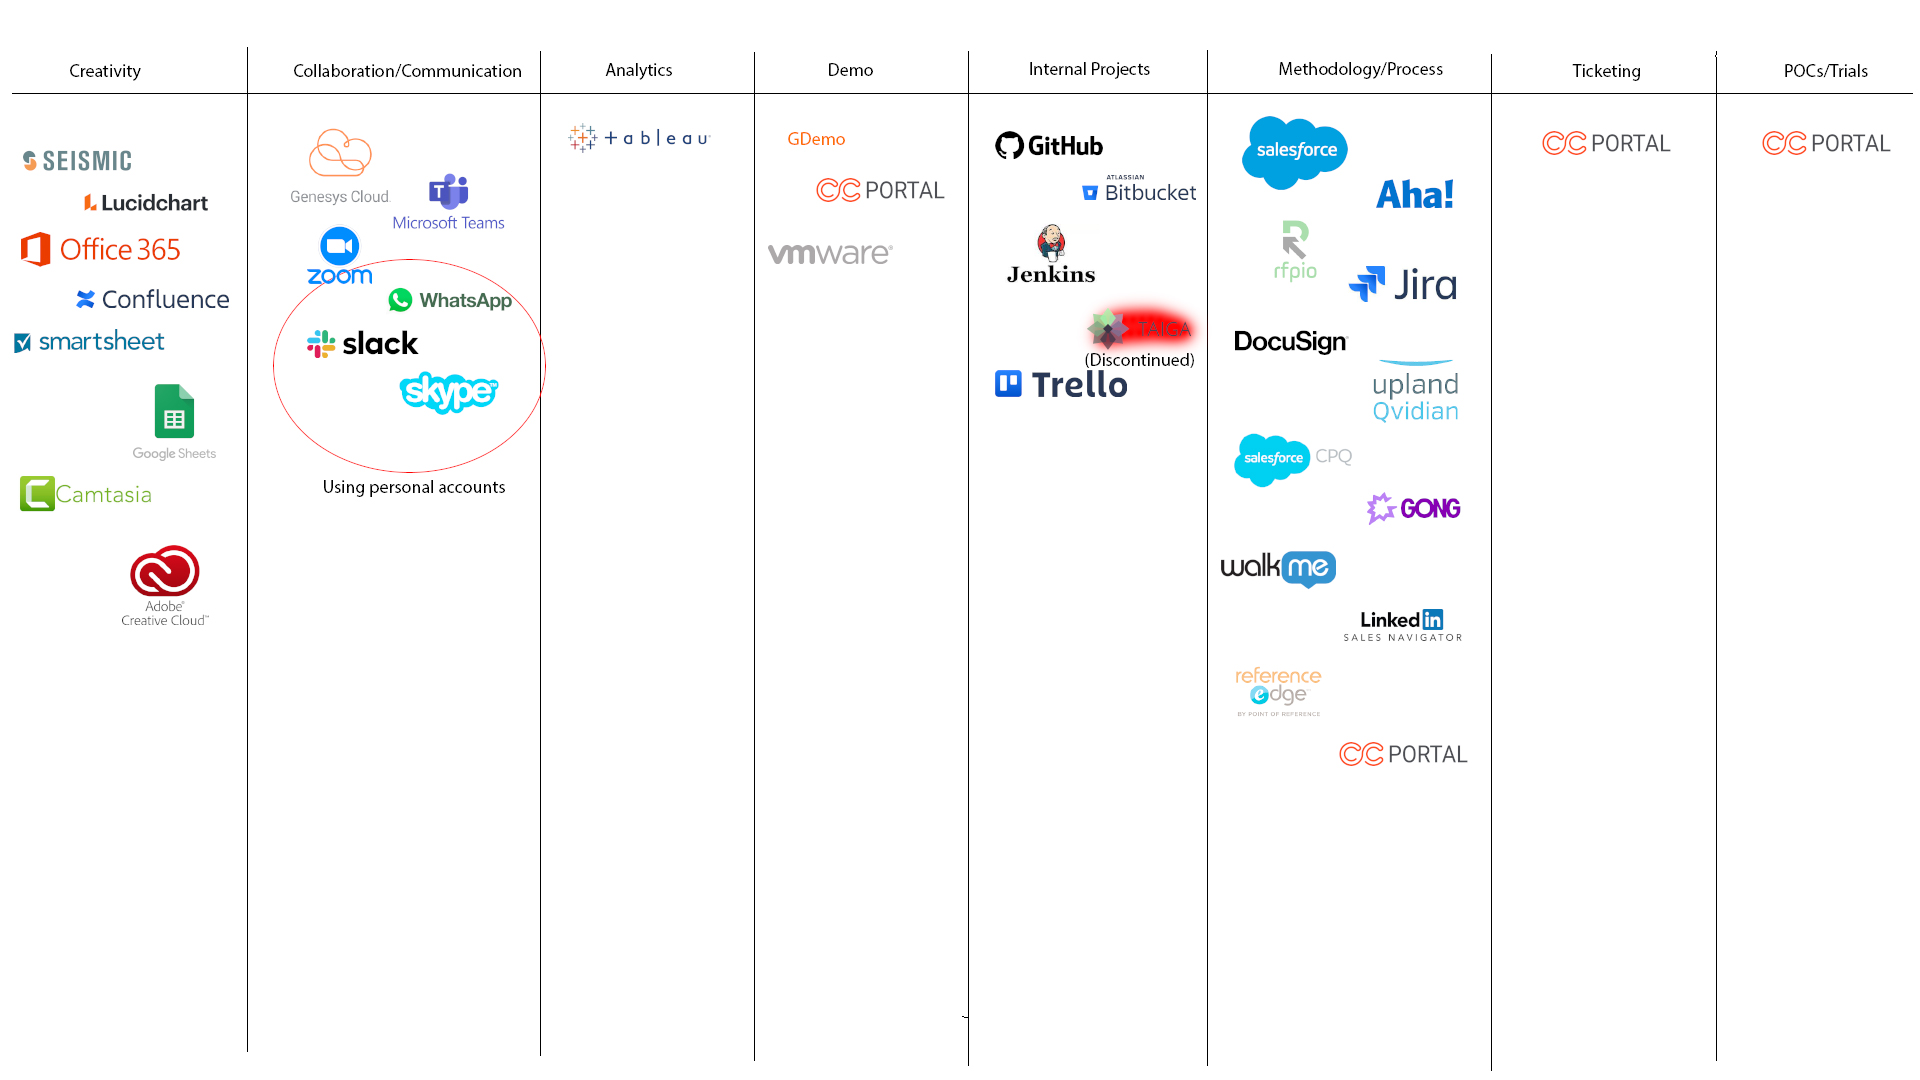 Creativity
Collaboration/Communication
Analytics
Demo
Internal Projects
Methodology/Process
Ticketing
POCs/Trials
SEISMIC
Lucidchart
Office 365
Confluence
smartsheet
Google Sheets
Camtasia
Adobe®
Creative Cloud™
Genesys Cloud
Microsoft Teams
zoom
WhatsApp
slack
skype™
Using personal accounts
+ableau
GDemo
CC PORTAL
vmware®
GitHub
ATLASSIAN
Bitbucket
Jenkins
TAIGA
(Discontinued)
Trello
salesforce
Aha!
rfpio
Jira
DocuSign
upland
Qvidian
salesforce CPQ
GONG
walkme
Linked in
SALES NAVIGATOR
reference
edge
BY POINT OF REFERENCE
CC PORTAL
CC PORTAL
CC PORTAL